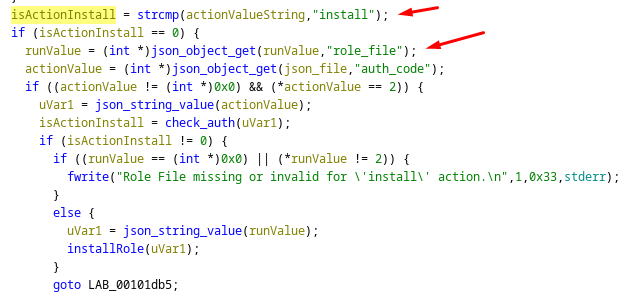 isActionInstall = strcmp(actionValueString,"install");
if (isActionInstall == 0) {
runValue = (int *)json_object_get(runValue,"role_file");
actionValue = (int *)json_object_get(json_file,"auth_code");
if ((actionValue != (int *)0x0) && (*actionValue == 2)) {
uVar1 = json_string_value(actionValue);
isActionInstall = check_auth(uVar1);
if (isActionInstall != 0) {
if ((runValue == (int *)0x0) || (*runValue != 2)) {
fwrite("Role File missing or invalid for \'install\' action.\n",1,0x33,stderr);
}
else {
uVar1 = json_string_value(runValue);
installRole(uVar1);
}
goto LAB_00101db5;